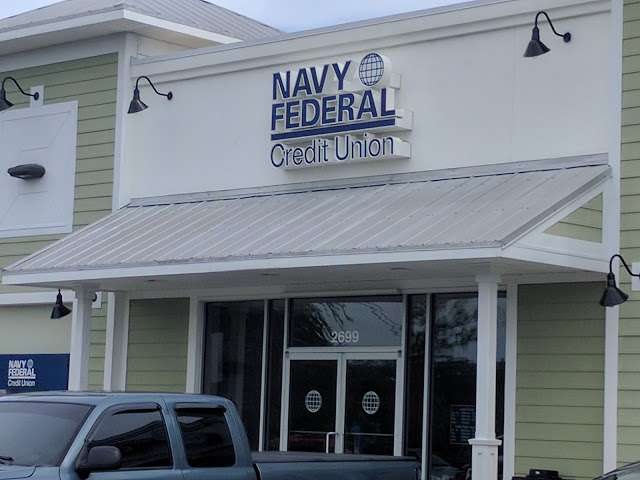 NAVY
FEDERAL
Credit Union
2699
NAVY
FEDERAL
Credit Union